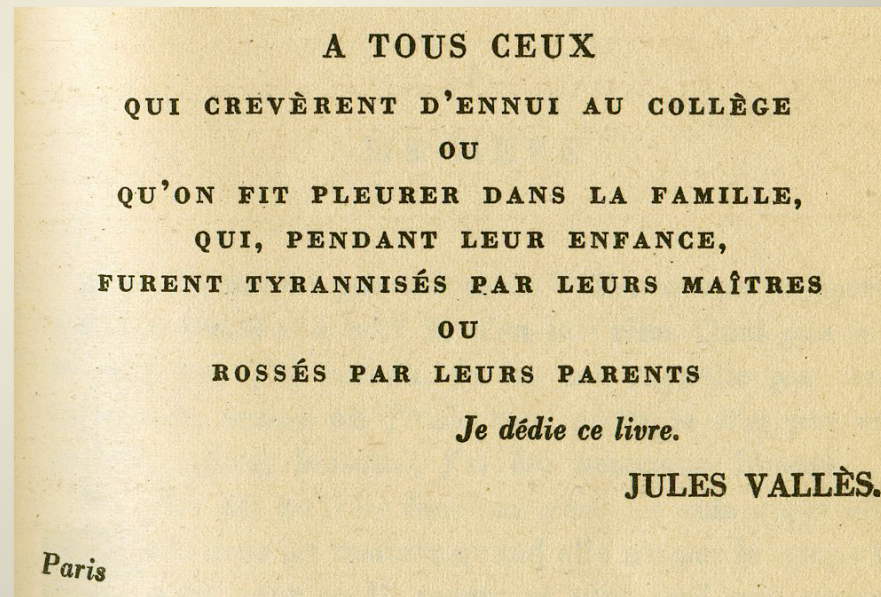 A TOUS CEUX
QUI CREVÈRENT D'ENNUI AU COLLÈGE
OU
QU'ON FIT PLEURER DANS LA FAMILLE,
QUI, PENDANT LEUR ENFANCE,
FURENT TYRANNISÉS PAR LEURS MAÎTRES
OU
ROSSÉS PAR LEURS PARENTS
Je dédie ce livre.
JULES VALLÈS.
Paris